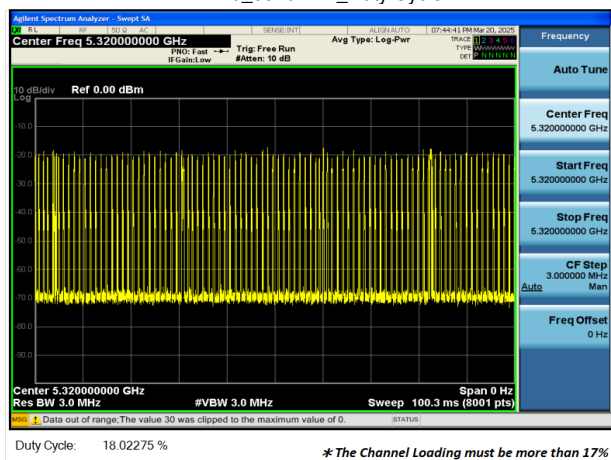 Agilent Spectrum Analyzer - Swept SA
RL RF 50 Ω AC SENSE:INT ALIGNAUTO 07:44:41 PM Mar 20, 2025
Center Freq 5.320000000 GHz
PNO: Fast
IFGain:Low
Trig: Free Run
#Atten: 10 dB
Avg Type: Log-Pwr
TRACE 1 2 3 4 5 6
TYPE
DET P N N N N N
10 dB/div Ref 0.00 dBm
Log
-10.0
-20.0
-30.0
-40.0
-50.0
-60.0
-70.0
-80.0
-90.0
Center 5.320000000 GHz
Span 0 Hz
Res BW 3.0 MHz
#VBW 3.0 MHz
Sweep 100.3 ms (8001 pts)
MSG Data out of range;The value 30 was clipped to the maximum value of 0.
STATUS
Frequency
Auto Tune
Center Freq
5.320000000 GHz
Start Freq
5.320000000 GHz
Stop Freq
5.320000000 GHz
CF Step
3.000000 MHz
Auto Man
Freq Offset
0 Hz
Duty Cycle: 18.02275 %
* The Channel Loading must be more than 17%